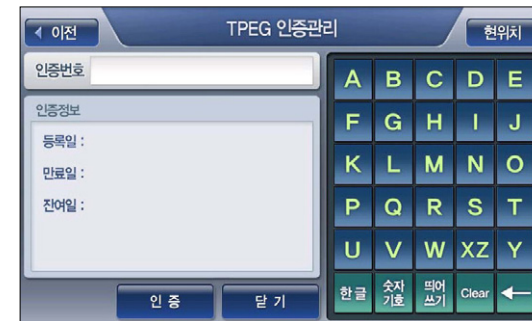 이전
TPEG 인증관리
현위치
인증번호
인증정보
등록일 :
만료일 :
잔여일 :
인 증
닫 기
A B C D E
F G H I J
K L M N O
P Q R S T
U V W XZ Y
한글 숫자 기호 띄어 쓰기 Clear